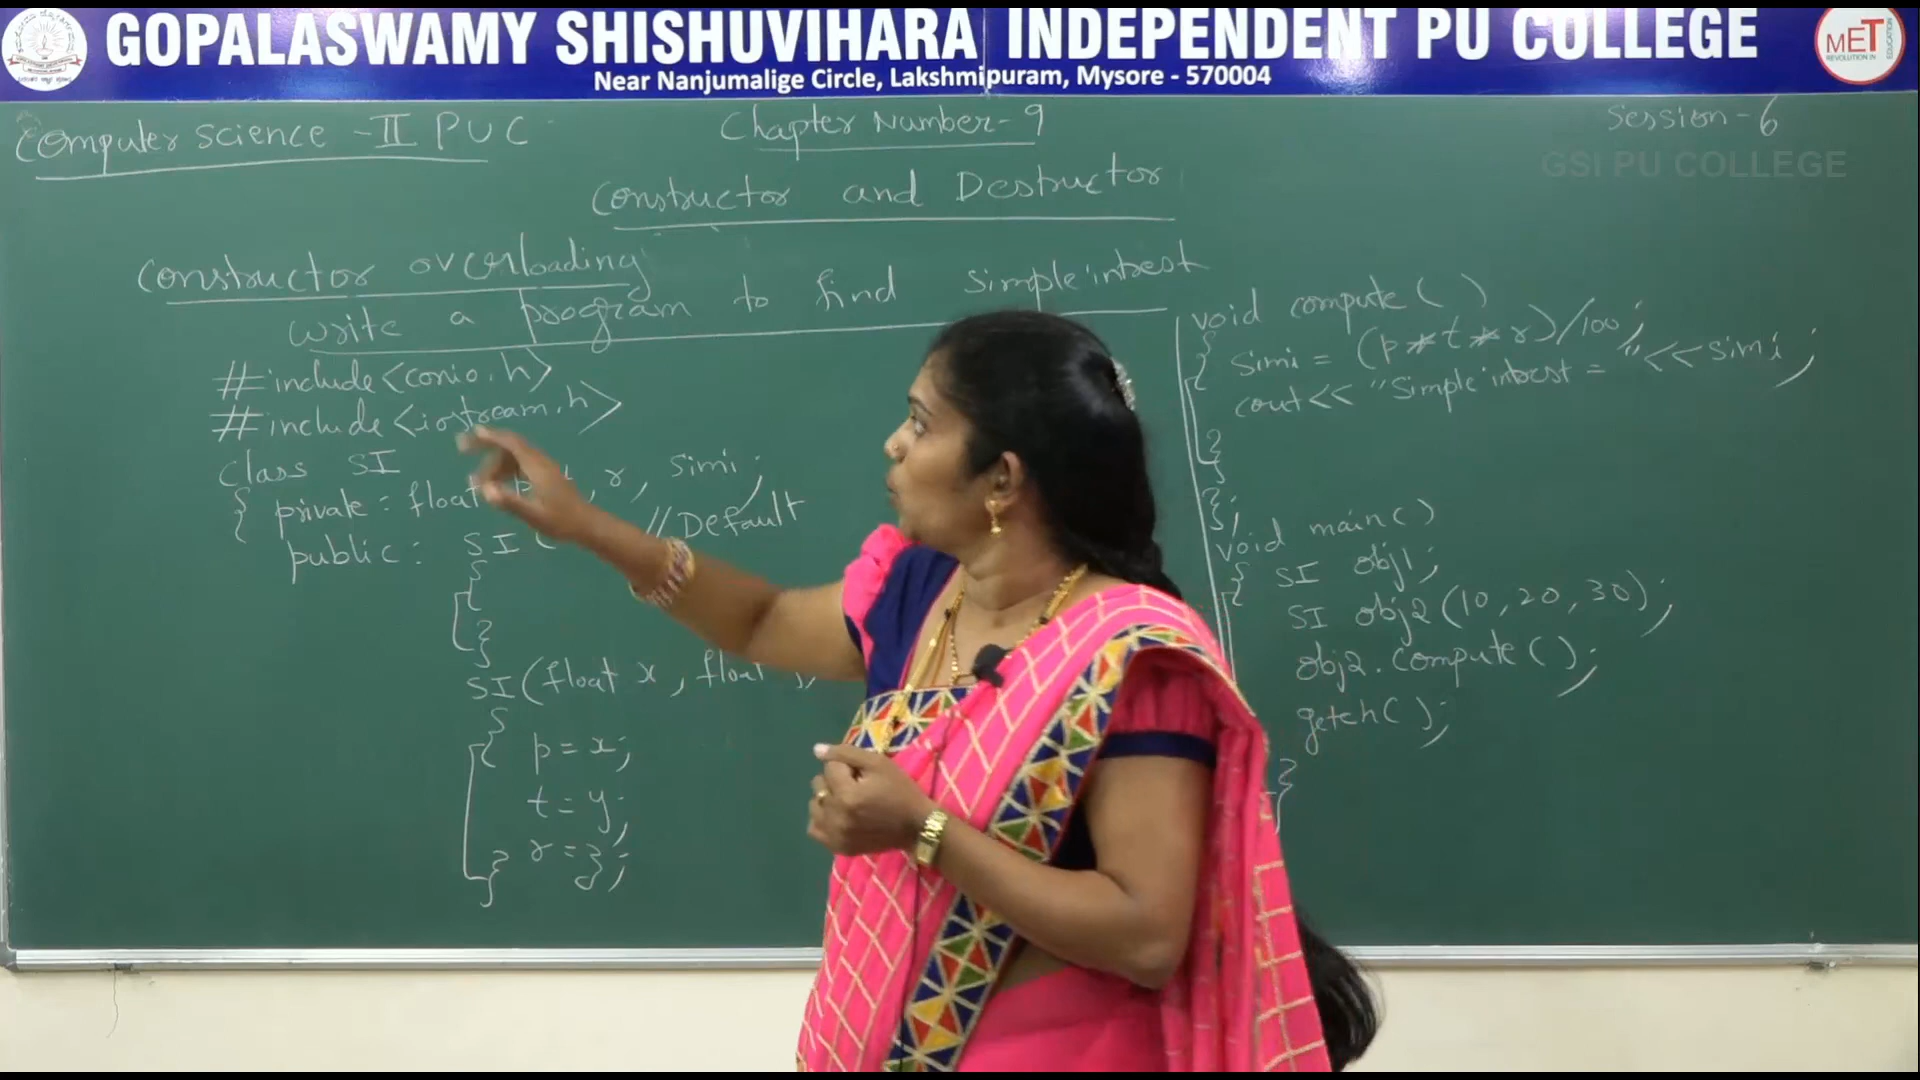 GOPALASWAMY SHISHUVIHARA INDEPENDENT PU COLLEGE
Near Nanjumalige Circle, Lakshmipuram, Mysore - 570004
MET
Computer science - II PUC
Chapter Number - 9
Session - 6
GSI PU COLLEGE
Constructor and Destructor
Constructor overloading
Write a program to find simple intrest
#include <conio.h>
#include <iostream.h>
class SI
{ private : float p t, r, simi;
public : SI ( // Default
{
}
SI (float x, float y,
{
p = x;
t = y;
r = z;
}
void compute ( )
{ simi = (p * t * r) / 100;
cout << "Simple intrest = " << simi;
}
};
void main ( )
{ SI obj1;
SI obj2 (10, 20, 30);
obj2. compute ( );
getch ( );
}